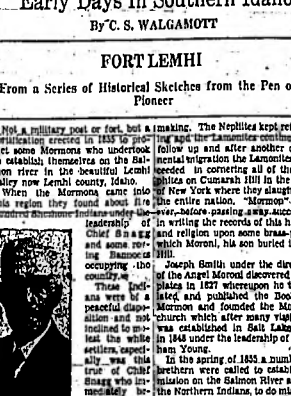 Early Days in Southern Idaho
By C. S. WALGAMOTT
FORT LEMHI
From a Series of Historical Sketches from the Pen of
Pioneer
Not a military post or fort, but a
fortification erected in 1855 to pro-
tect some Mormons who undertook
to establish themselves on the Sal-
mon river in the beautiful Lemhi
valley now Lemhi county, Idaho.
When the Mormons came into
this region they found about five
hundred Shoshone Indians under the
leadership of
Chief Snagg
and some rov-
ing Bannocks
occupying the
county.
These Indi-
ans were of a
peaceful dispo-
sition and not
inclined to mo-
lest the white
settlers, especi-
ally was this
true of Chief
Snagg who im-
mediately be-
making. The Nephites kept
ing and the Lamonites
follow up and after another
nental migration the Lamonites
ceeded in cornering all of the
phites on Cumarah Hill in the
of New York where they slaugh
the entire nation. "Mormon"
ever, before passing away
in writing the records of this
and religion upon some brass
which Moroni, his son buried
Hill.
Joseph Smith under the dire
of the Angel Moroni discovered
plates in 1827 whereupon he
lated, and published the Boo
Mormon and founded the Mo
church which after many
was established in Salt Lake
in 1848 under the leadership of
ham Young.
In the spring of 1855 a numb
brethern were called to establ
mission on the Salmon River a
the Northern Indians, to do mi